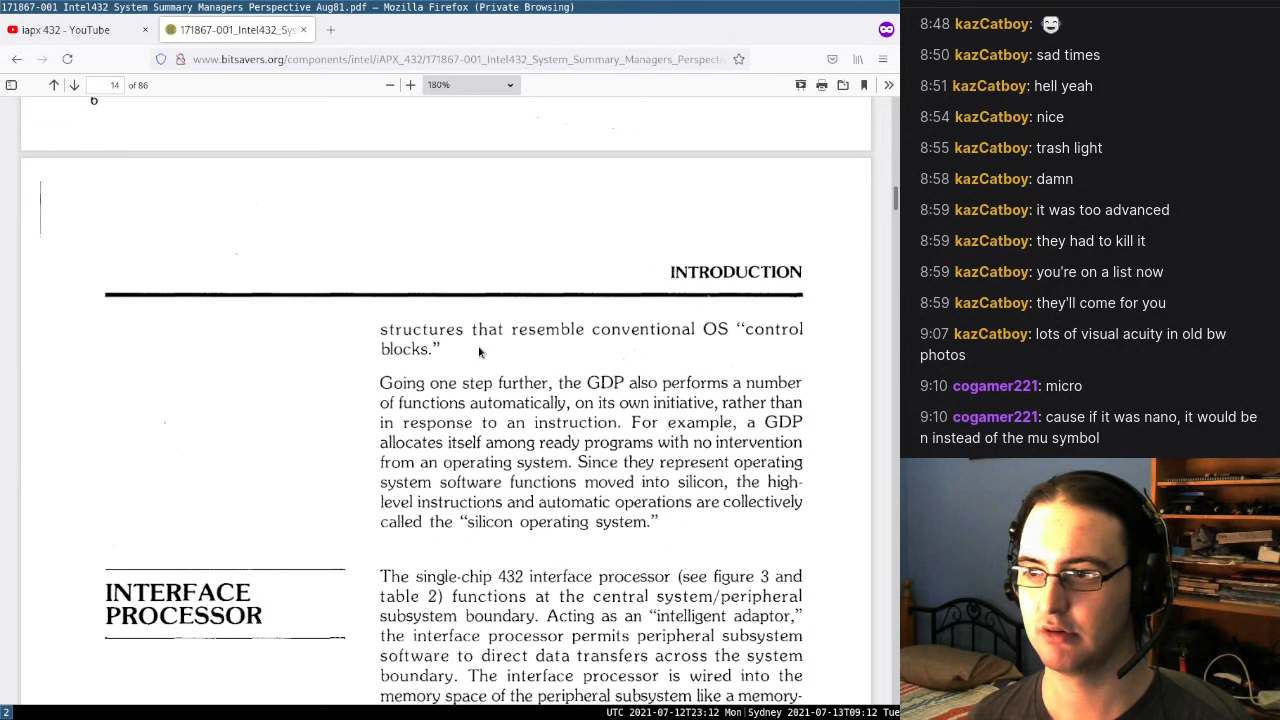 171867-001 Intel432 System Summary Managers Perspective Aug81.pdf - Mozilla Firefox (Private Browsing)
iapx 432 - YouTube
171867-001_Intel432_Sys
www.bitsavers.org/components/intel/iAPX_432/171867-001_Intel432_System_Summary_Managers_Perspecti
14 of 86
180%
6
INTRODUCTION
structures that resemble conventional OS “control
blocks.”
Going one step further, the GDP also performs a number
of functions automatically, on its own initiative, rather than
in response to an instruction. For example, a GDP
allocates itself among ready programs with no intervention
from an operating system. Since they represent operating
system software functions moved into silicon, the high-
level instructions and automatic operations are collectively
called the “silicon operating system.”
INTERFACE
PROCESSOR
The single-chip 432 interface processor (see figure 3 and
table 2) functions at the central system/peripheral
subsystem boundary. Acting as an “intelligent adaptor,”
the interface processor permits peripheral subsystem
software to direct data transfers across the system
boundary. The interface processor is wired into the
memory space of the peripheral subsystem like a memory-
2
UTC 2021-07-12T23:12 Mon|Sydney 2021-07-13T09:12 Tue
8:48 kazCatboy:
8:50 kazCatboy: sad times
8:51 kazCatboy: hell yeah
8:54 kazCatboy: nice
8:55 kazCatboy: trash light
8:58 kazCatboy: damn
8:59 kazCatboy: it was too advanced
8:59 kazCatboy: they had to kill it
8:59 kazCatboy: you're on a list now
8:59 kazCatboy: they'll come for you
9:07 kazCatboy: lots of visual acuity in old bw
photos
9:10 cogamer221: micro
9:10 cogamer221: cause if it was nano, it would be
n instead of the mu symbol